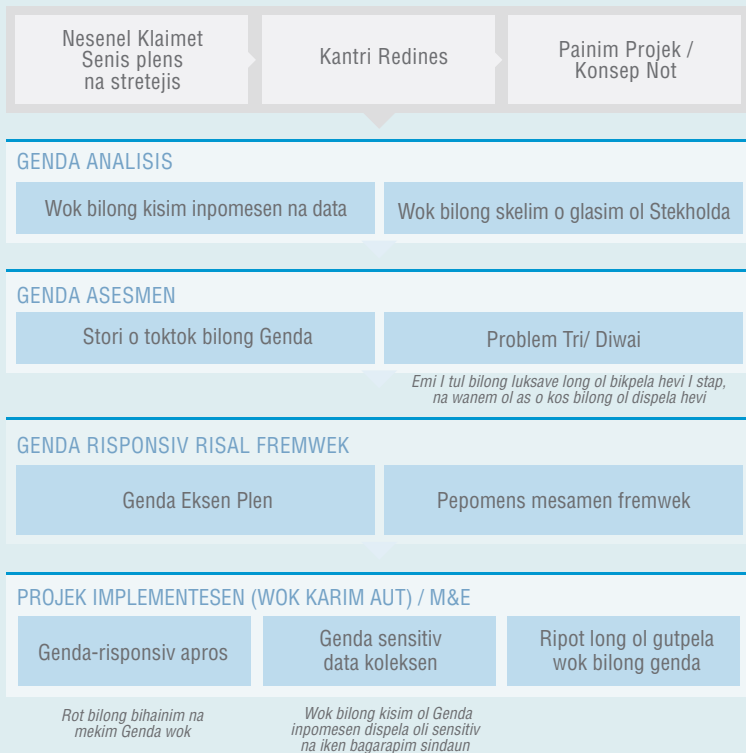 Nesenel Klaimet
Senis plens
na stretejis
Kantri Redines
Painim Projek /
Konsep Not
GENDA ANALISIS
Wok bilong kisim inpomesen na data
Wok bilong skelim o glasim ol Stekholda
GENDA ASESMEN
Stori o toktok bilong Genda
Problem Tri/ Diwai
Emi I tul bilong luksave long ol bikpela hevi I stap,
na wanem ol as o kos bilong ol dispela hevi
GENDA RISPONSIV RISAL FREMWEK
Genda Eksen Plen
Pepomens mesamen fremwek
PROJEK IMPLEMENTESEN (WOK KARIM AUT) / M&E
Genda-risponsiv apros
Genda sensitiv
data koleksen
Ripot long ol gutpela
wok bilong genda
Rot bilong bihainim na
mekim Genda wok
Wok bilong kisim ol Genda
inpomesen dispela oli sensitiv
na iken bagarapim sindaun